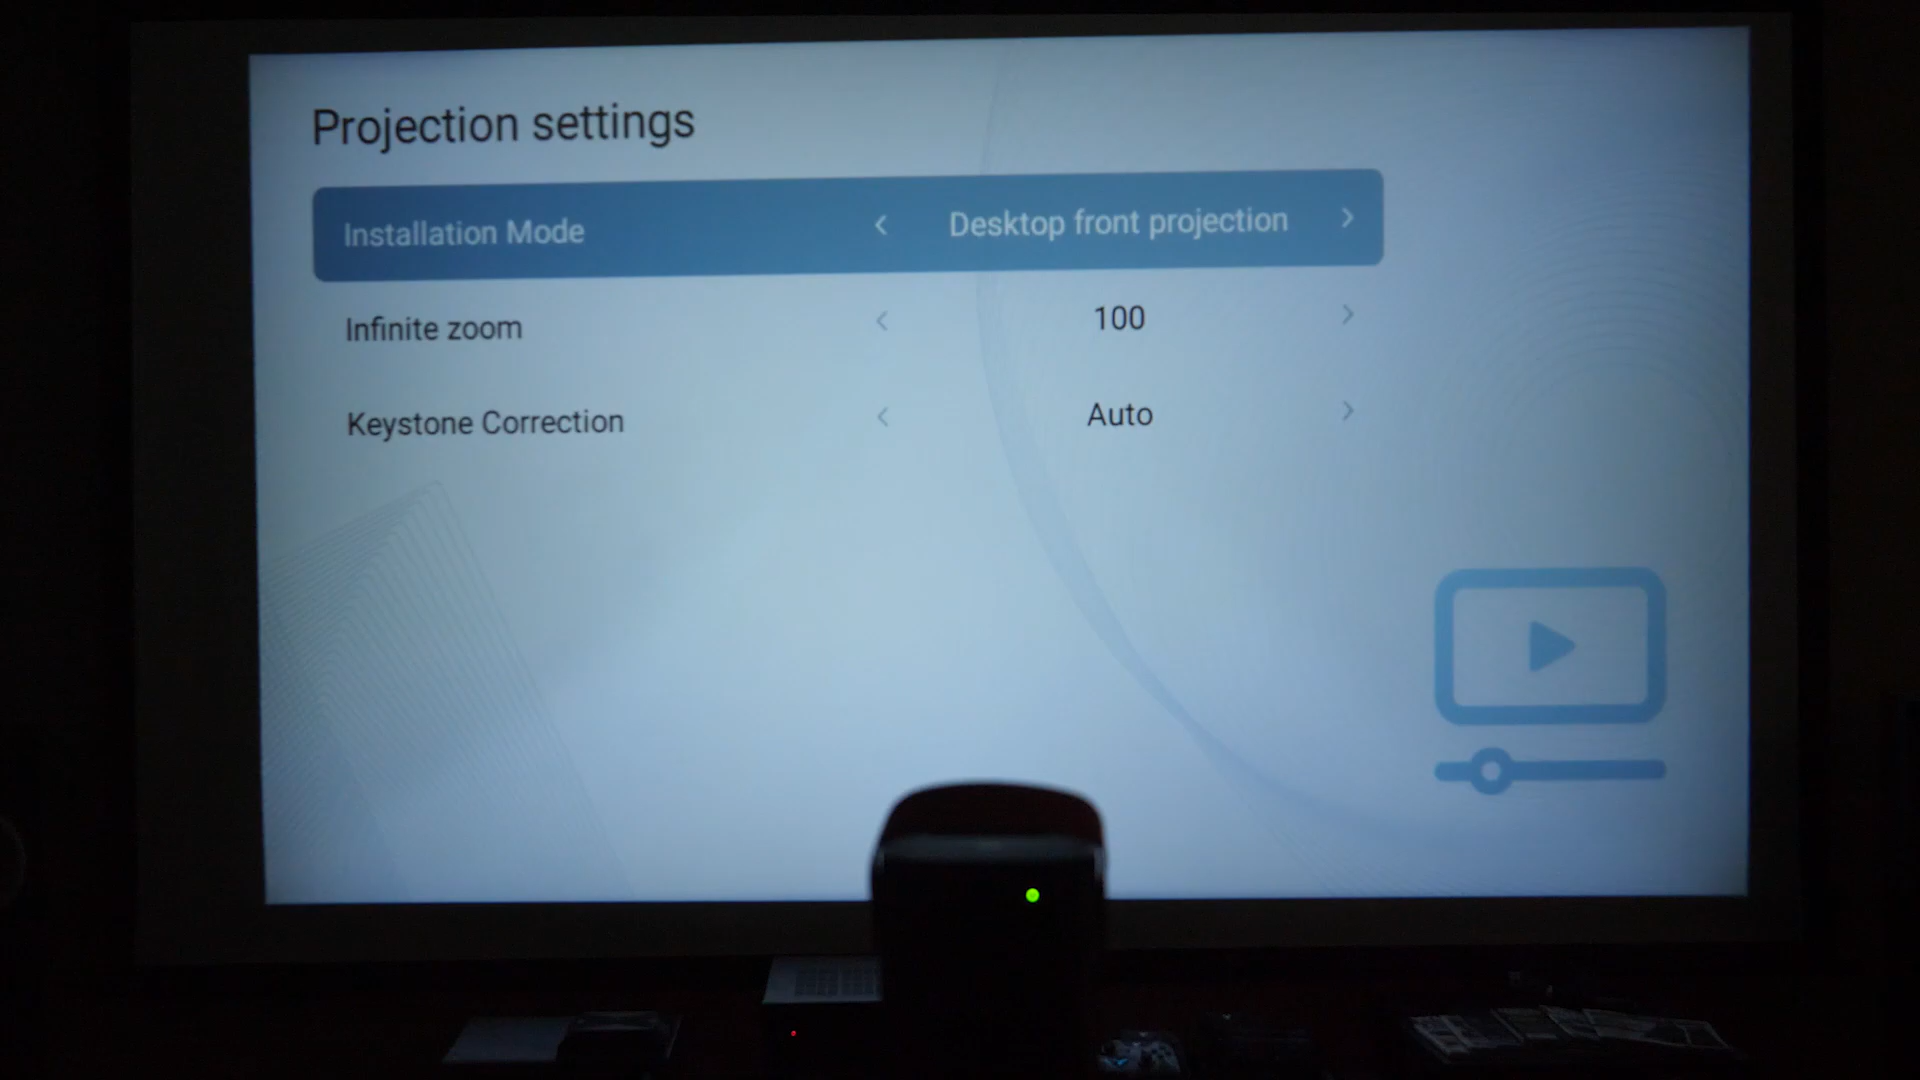 Projection settings
Installation Mode < Desktop front projection >
Infinite zoom < 100 >
Keystone Correction < Auto >